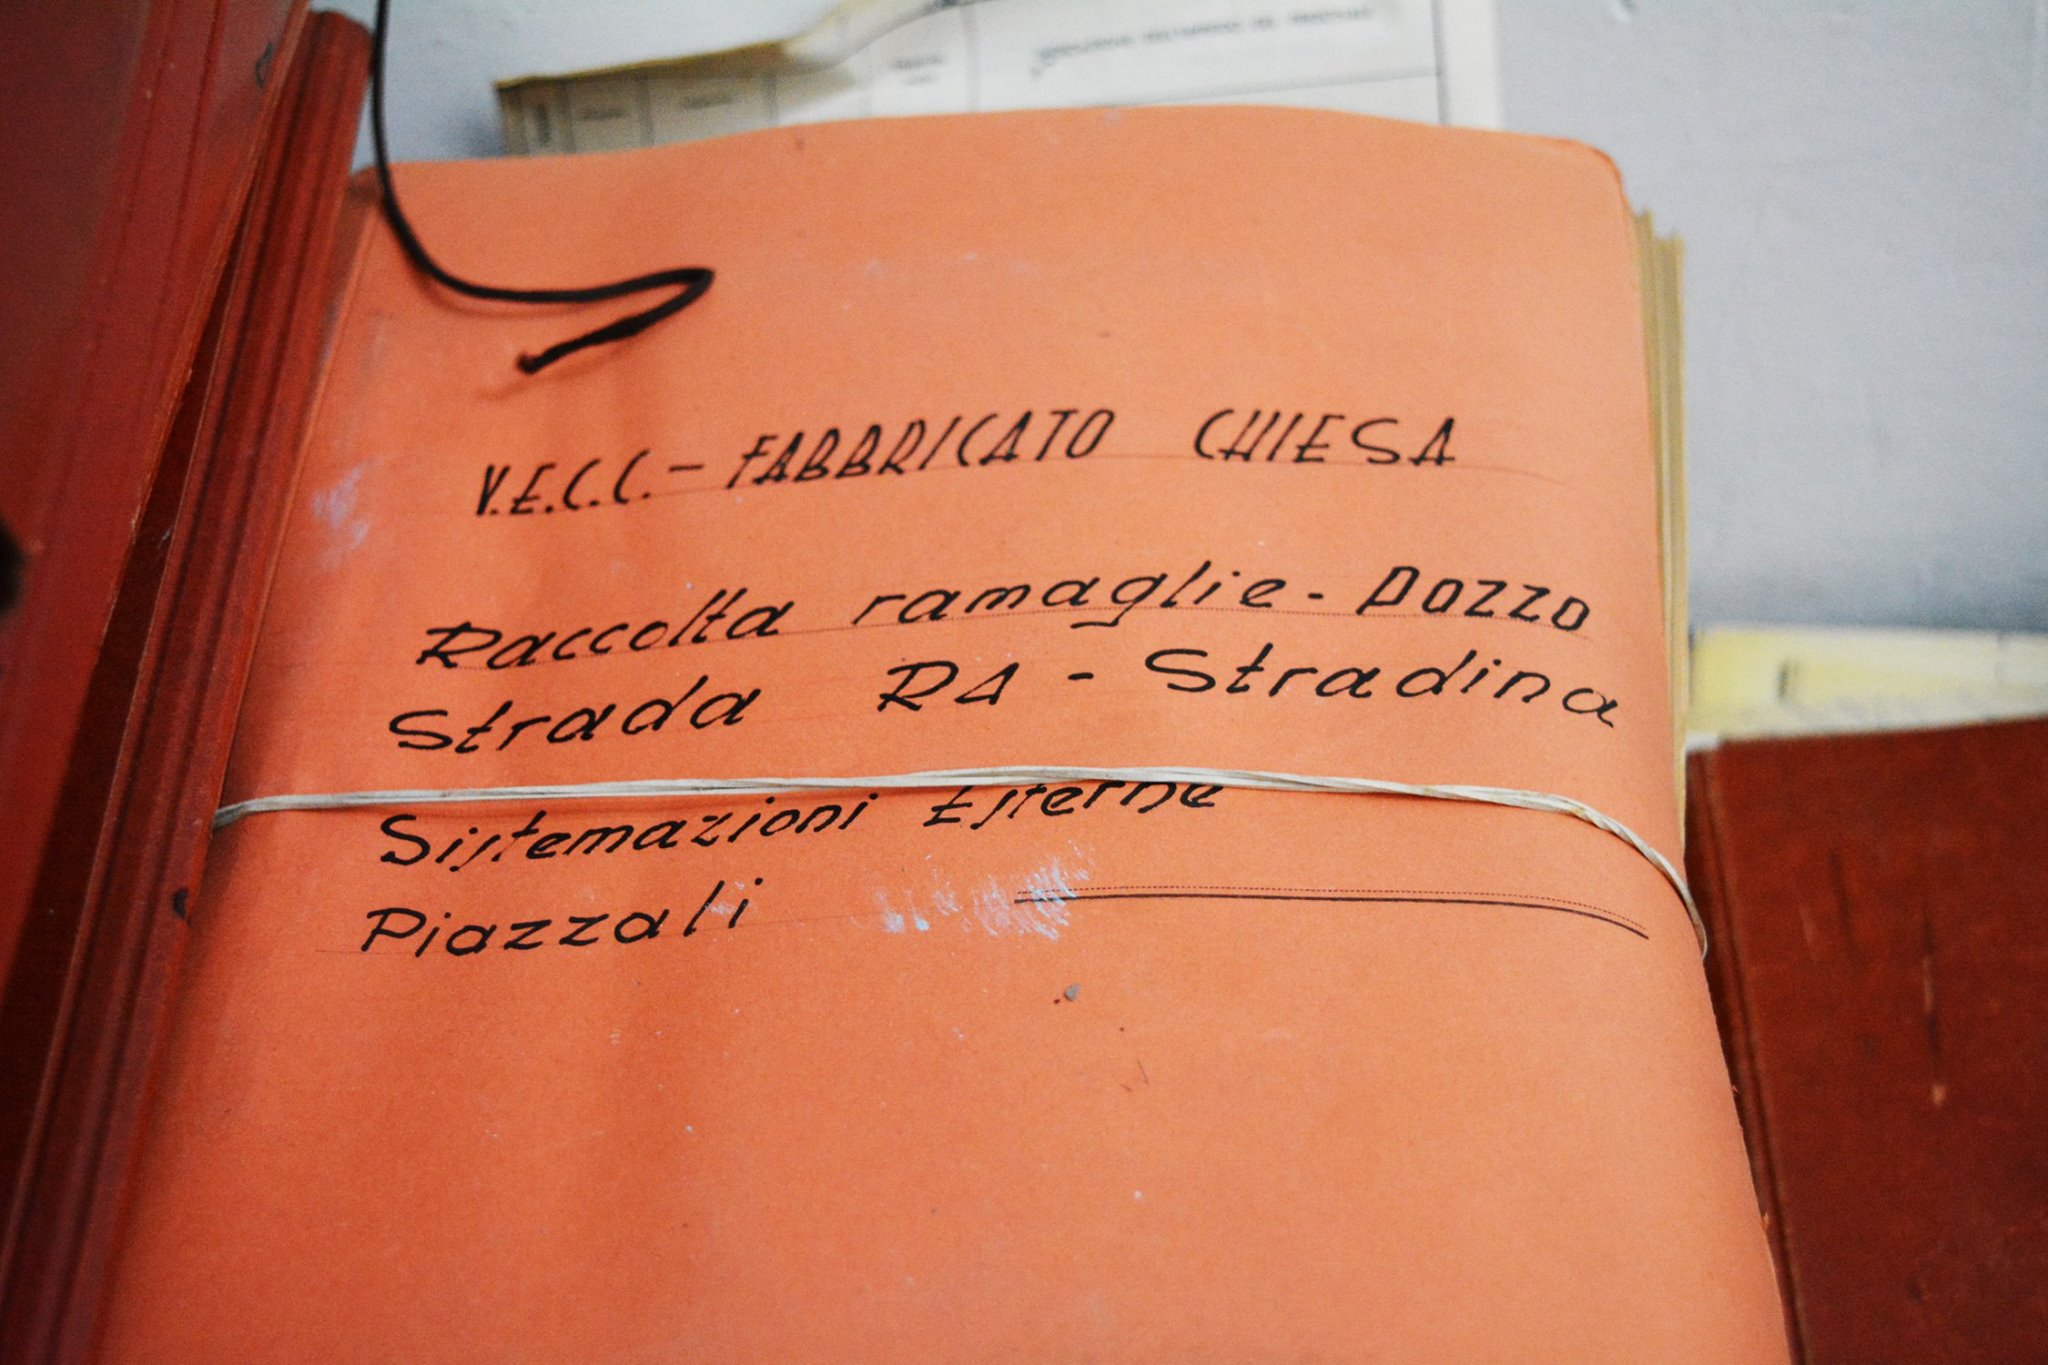 V.E.C.C. - FABBRICATO CHIESA
Raccolta ramaglie - POZZO
Strada RA - Stradina
Sistemazioni Esterne
Piazzali